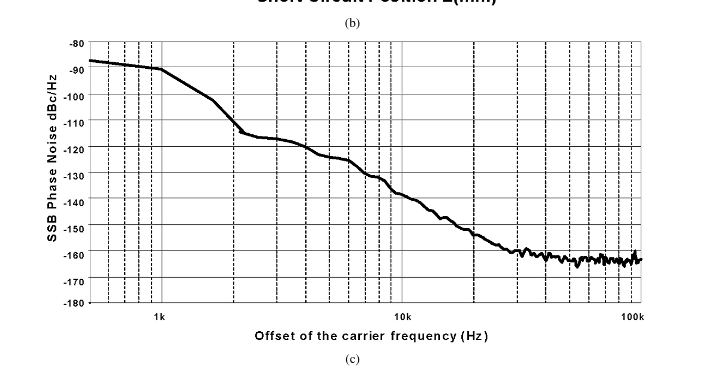 (b)
-80
-90
-100
-110
-120
-130
-140
-150
-160
-170
-180
SSB Phase Noise dBc/Hz
1k
10k
100k
Offset of the carrier frequency (Hz)
(c)